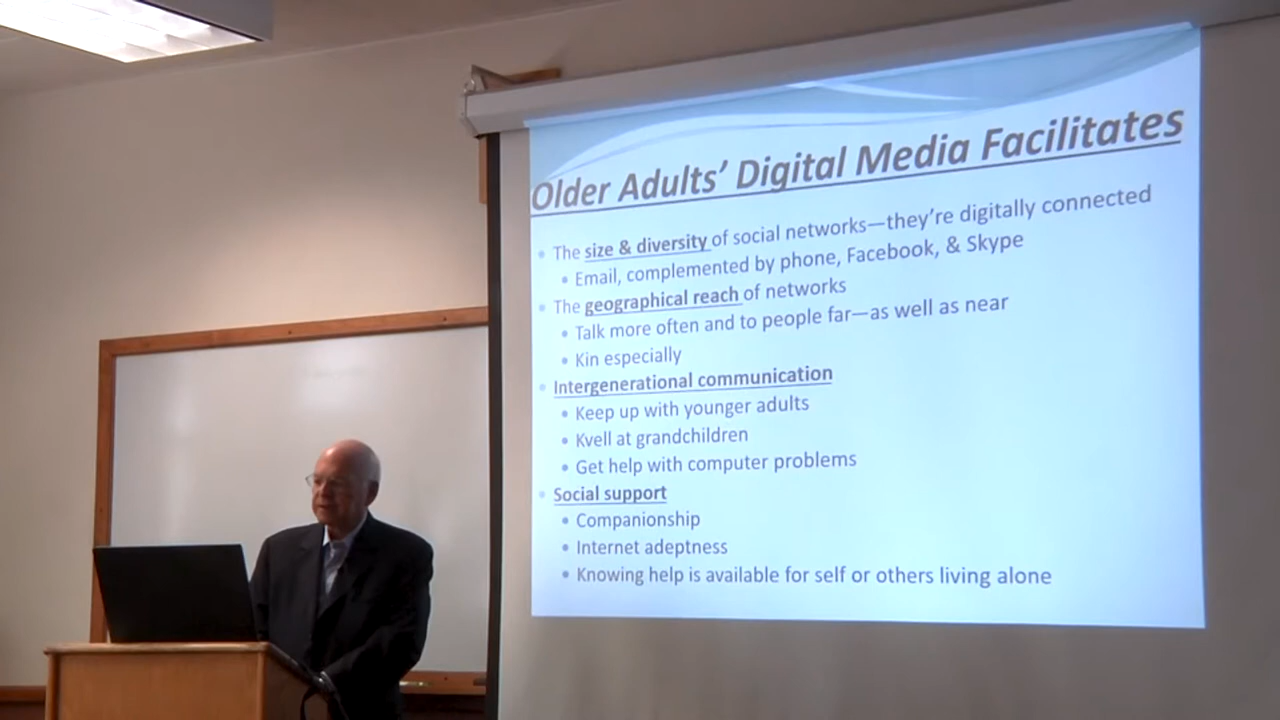 Older Adults’ Digital Media Facilitates
• The size & diversity of social networks—they’re digitally connected
• Email, complemented by phone, Facebook, & Skype
• The geographical reach of networks
• Talk more often and to people far—as well as near
• Kin especially
• Intergenerational communication
• Keep up with younger adults
• Kvell at grandchildren
• Get help with computer problems
• Social support
• Companionship
• Internet adeptness
• Knowing help is available for self or others living alone